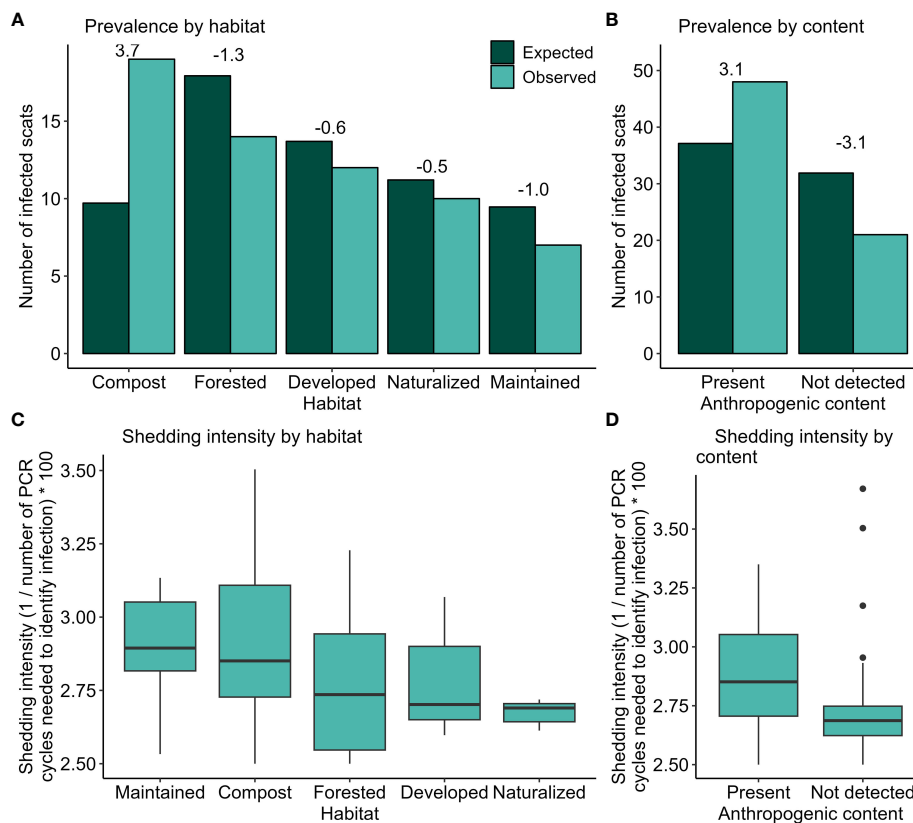 A
Prevalence by habitat
Number of infected scats
15
10
5
0
3.7
-1.3
-0.6
-0.5
-1.0
Expected
Observed
Compost
Forested
Developed
Naturalized
Maintained
Habitat
B
Prevalence by content
Number of infected scats
50
40
30
20
10
0
3.1
-3.1
Present
Not detected
Anthropogenic content
C
Shedding intensity by habitat
Shedding intensity (1 / number of PCR
cycles needed to identify infection) * 100
3.50
3.25
3.00
2.75
2.50
Maintained
Compost
Forested
Developed
Naturalized
Habitat
D
Shedding intensity by
content
Shedding intensity (1 / number of PCR
cycles needed to identify infection) * 100
3.50
3.25
3.00
2.75
2.50
Present
Not detected
Anthropogenic content